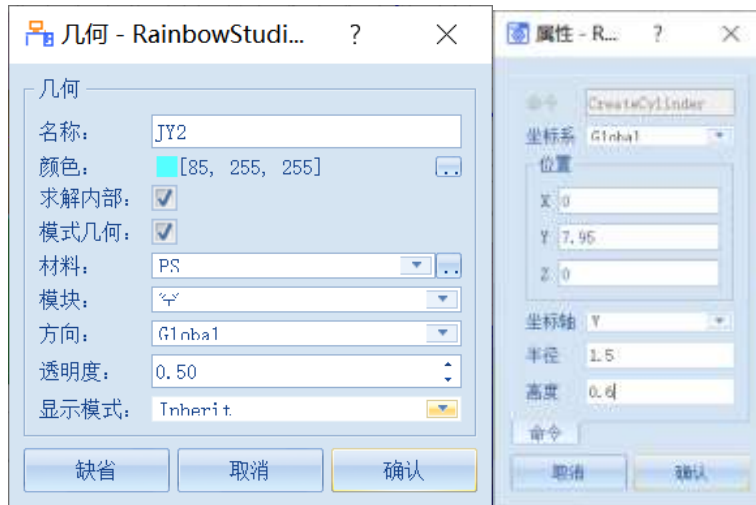 几何 - RainbowStudi... ? ×
几何
名称: JY2
颜色: [85, 255, 255] ..
求解内部:
模式几何:
材料: PS ..
模块: 空
方向: Global
透明度: 0.50
显示模式: Inherit
缺省 取消 确认
属性 - R... ? ×
命令 CreateCylinder
坐标系 Global
位置
X 0
Y 7.95
Z 0
坐标轴 Y
半径 1.5
高度 0.6
命令
取消 确认